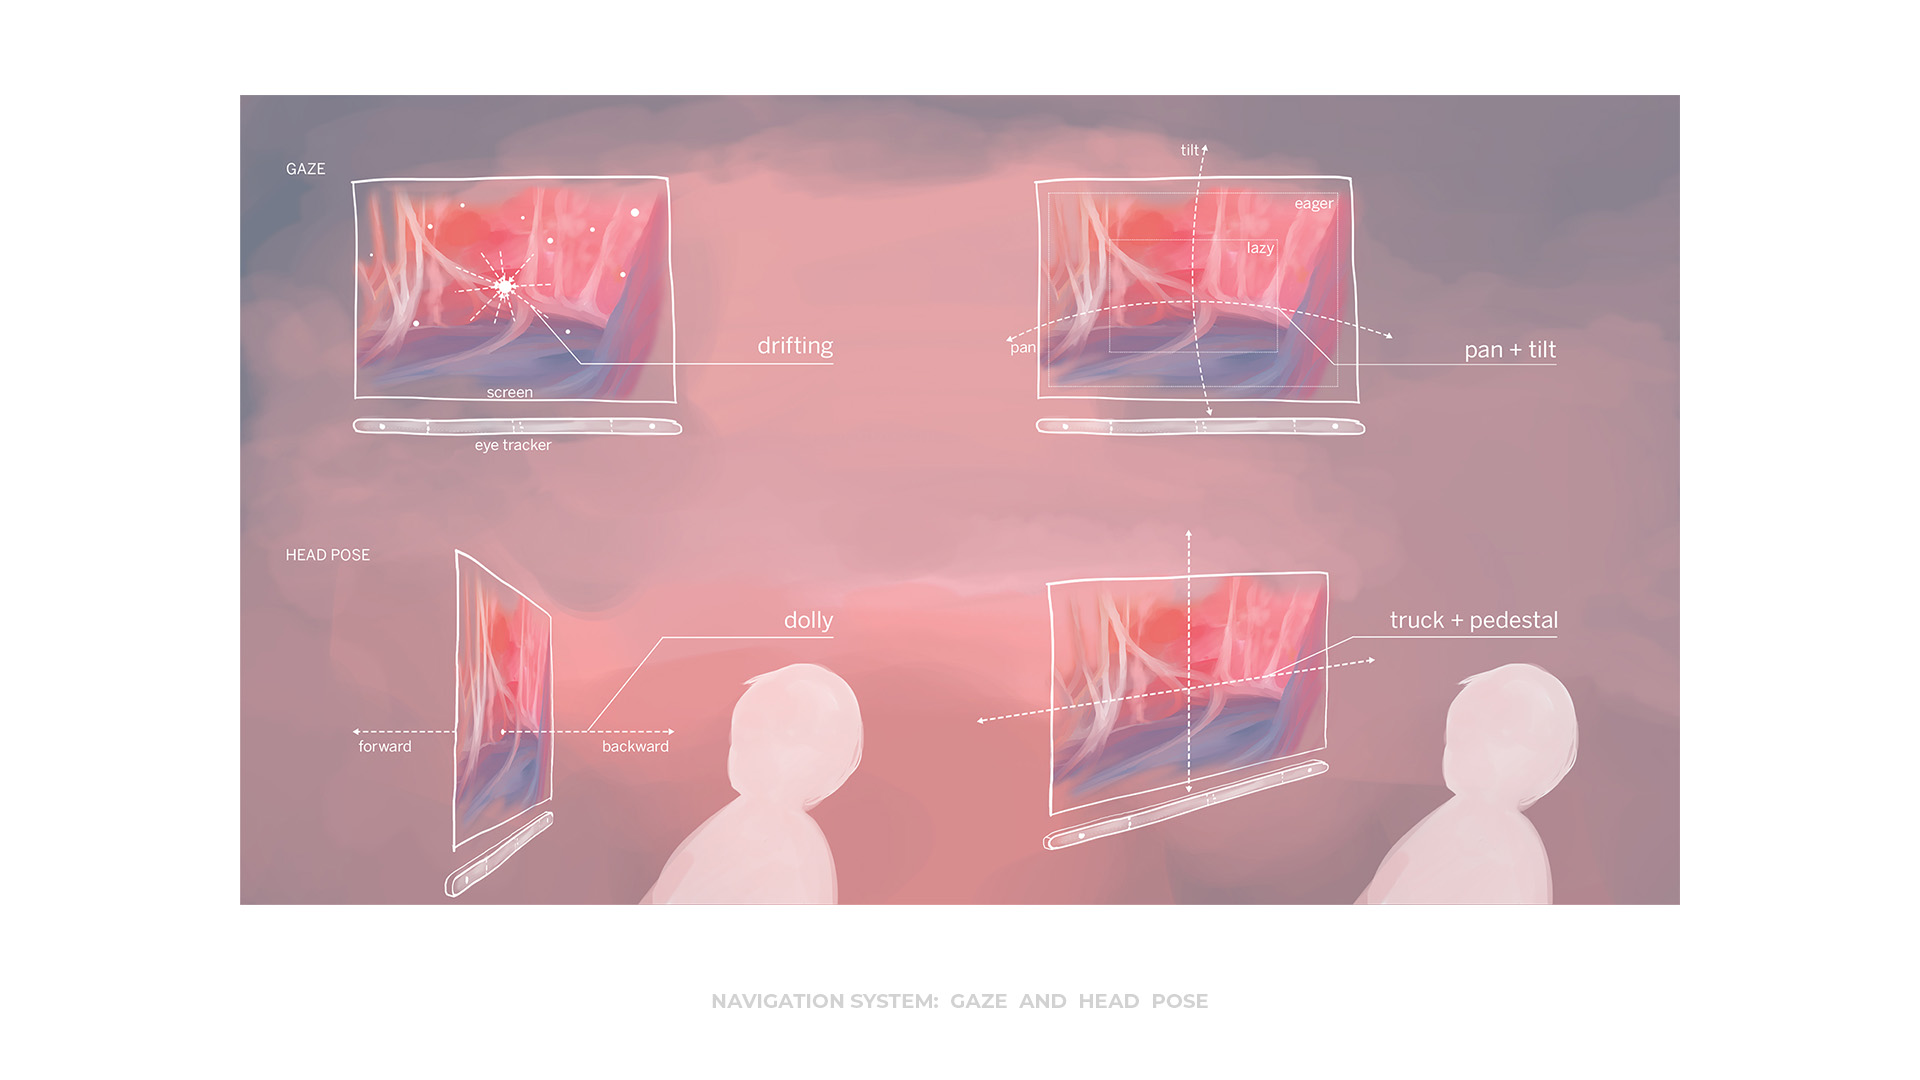 GAZE
drifting
screen
eye tracker
tilt
eager
lazy
pan
pan + tilt
HEAD POSE
dolly
forward
backward
truck + pedestal
NAVIGATION SYSTEM: GAZE AND HEAD POSE